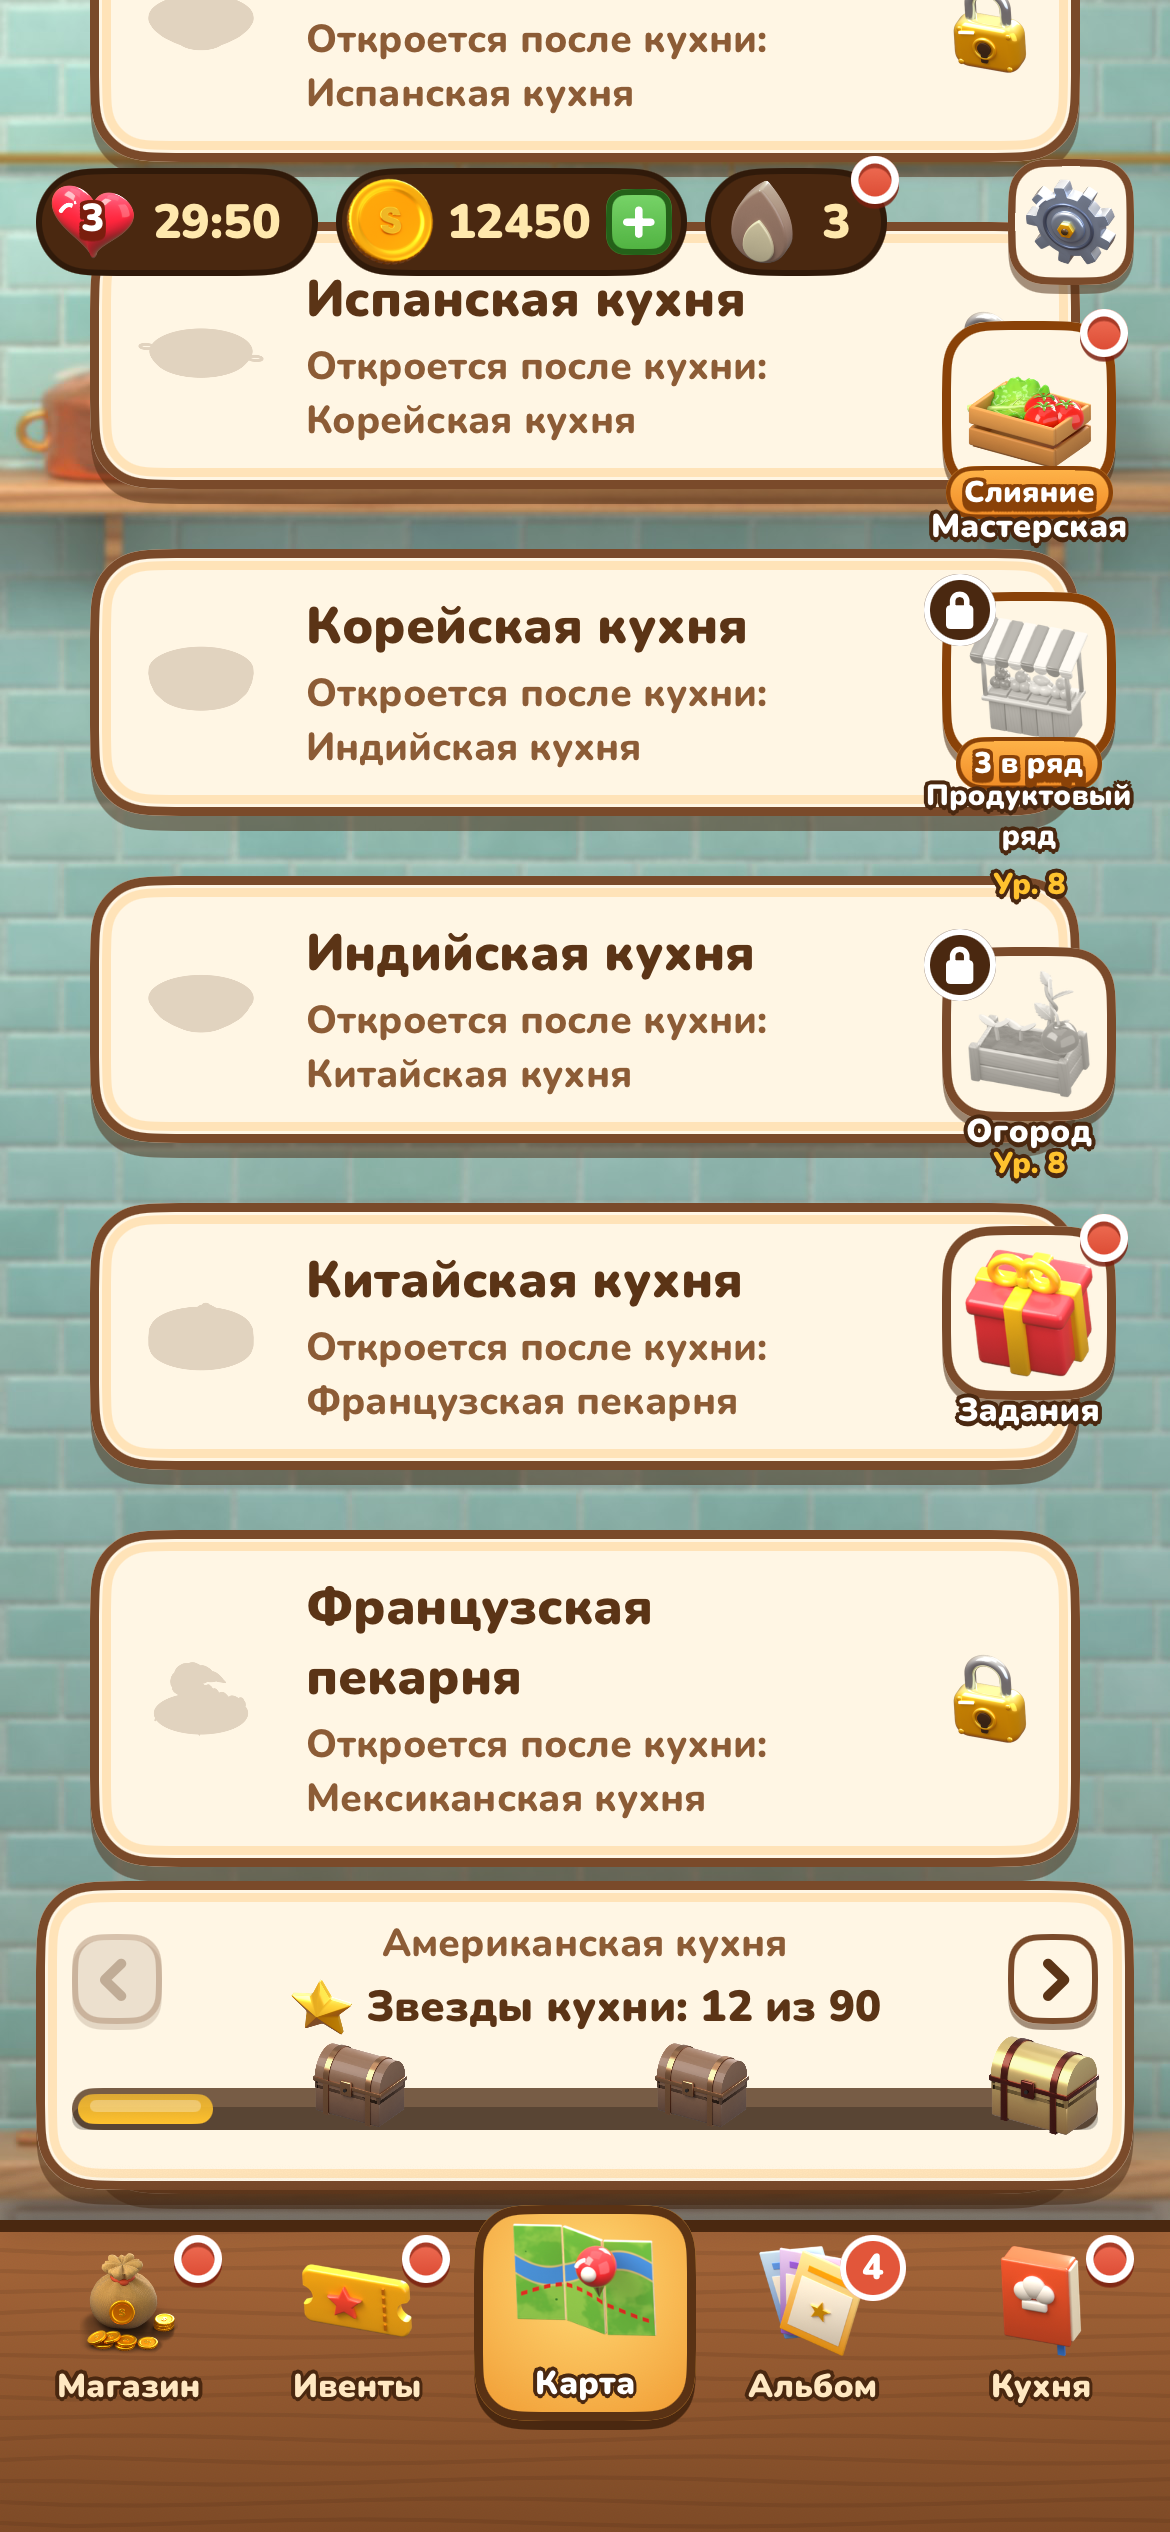 Откроется после кухни:
Испанская кухня
3
29:50
12450
3
Испанская кухня
Откроется после кухни:
Корейская кухня
Слияние
Мастерская
Корейская кухня
Откроется после кухни:
Индийская кухня
3 в ряд
Продуктовый
ряд
Ур. 8
Индийская кухня
Откроется после кухни:
Китайская кухня
Огород
Ур. 8
Китайская кухня
Откроется после кухни:
Французская пекарня
Задания
Французская
пекарня
Откроется после кухни:
Мексиканская кухня
Американская кухня
Звезды кухни: 12 из 90
4
Магазин
Ивенты
Карта
Альбом
Кухня